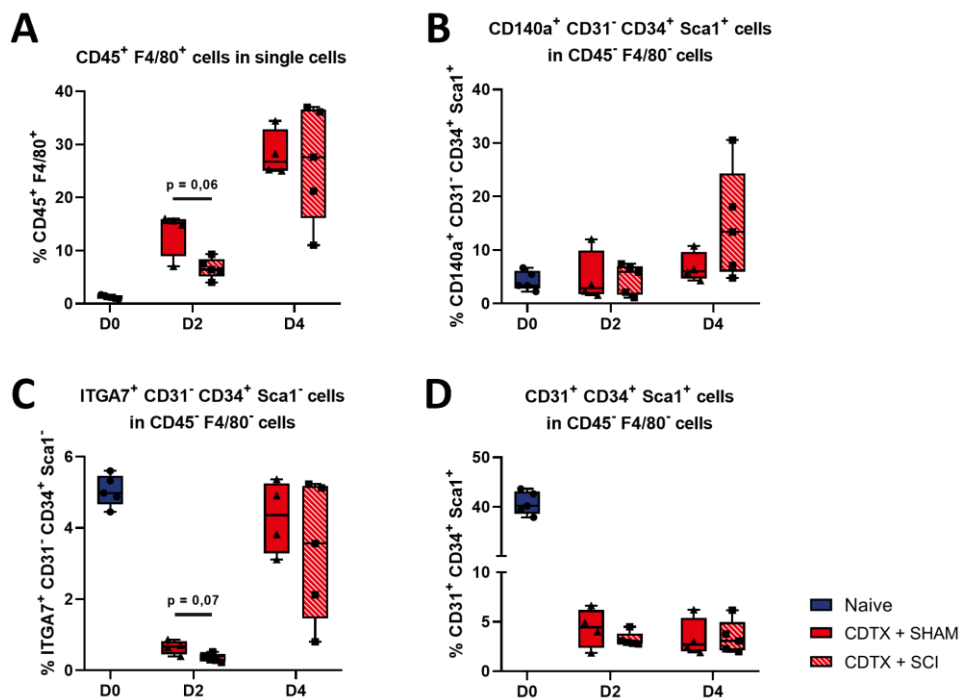 A
CD45⁺ F4/80⁺ cells in single cells
% CD45⁺ F4/80⁺
40
30
20
10
0
p = 0,06
D0
D2
D4
B
CD140a⁺ CD31⁻ CD34⁺ Sca1⁺ cells
in CD45⁻ F4/80⁻ cells
% CD140a⁺ CD31⁻ CD34⁺ Sca1⁺
40
30
20
10
0
D0
D2
D4
C
ITGA7⁺ CD31⁻ CD34⁺ Sca1⁻ cells
in CD45⁻ F4/80⁻ cells
% ITGA7⁺ CD31⁻ CD34⁺ Sca1⁻
6
4
2
0
p = 0,07
D0
D2
D4
D
CD31⁺ CD34⁺ Sca1⁺ cells
in CD45⁻ F4/80⁻ cells
% CD31⁺ CD34⁺ Sca1⁺
50
40
10
5
0
D0
D2
D4
Naive
CDTX + SHAM
CDTX + SCI